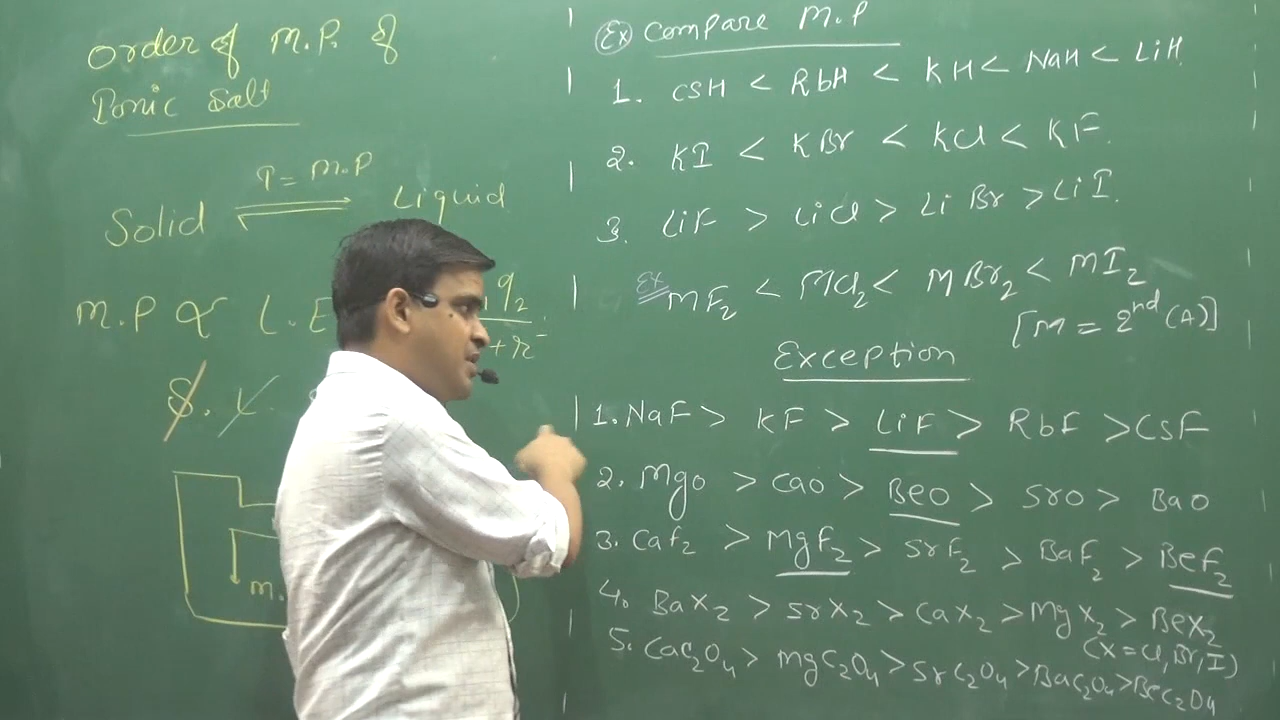 Order of M.P. of
Ionic Salt
T = M.P
Solid ⇌ Liquid
M.P ∝ L.E
q2
+ r⁻
S.
m.
Ex Compare M.P
1. CsH < RbH < KH < NaH < LiH
2. KI < KBr < KCl < KF.
3. LiF > LiCl > LiBr > LiI.
Ex MF₂ < MCl₂ < MBr₂ < MI₂
[M = 2nd (A)]
Exception
1. NaF > KF > LiF > RbF > CsF
2. MgO > CaO > BeO > SrO > BaO
3. CaF₂ > MgF₂ > SrF₂ > BaF₂ > BeF₂
4. BaX₂ > SrX₂ > CaX₂ > MgX₂ > BeX₂
(X = Cl, Br, I)
5. CaC₂O₄ > MgC₂O₄ > SrC₂O₄ > BaC₂O₄ > BeC₂O₄